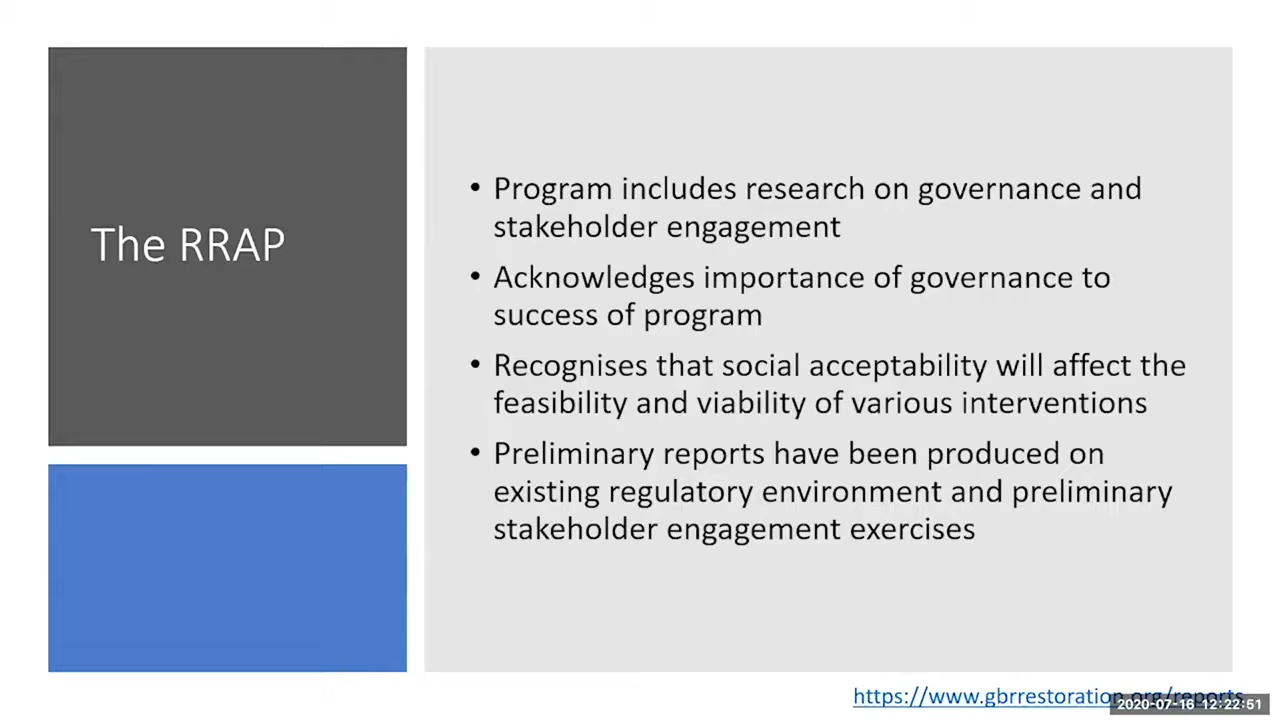 The RRAP
• Program includes research on governance and
stakeholder engagement
• Acknowledges importance of governance to
success of program
• Recognises that social acceptability will affect the
feasibility and viability of various interventions
• Preliminary reports have been produced on
existing regulatory environment and preliminary
stakeholder engagement exercises
https://www.gbrrestoration.org/reports
2020-07-16 12:22:51